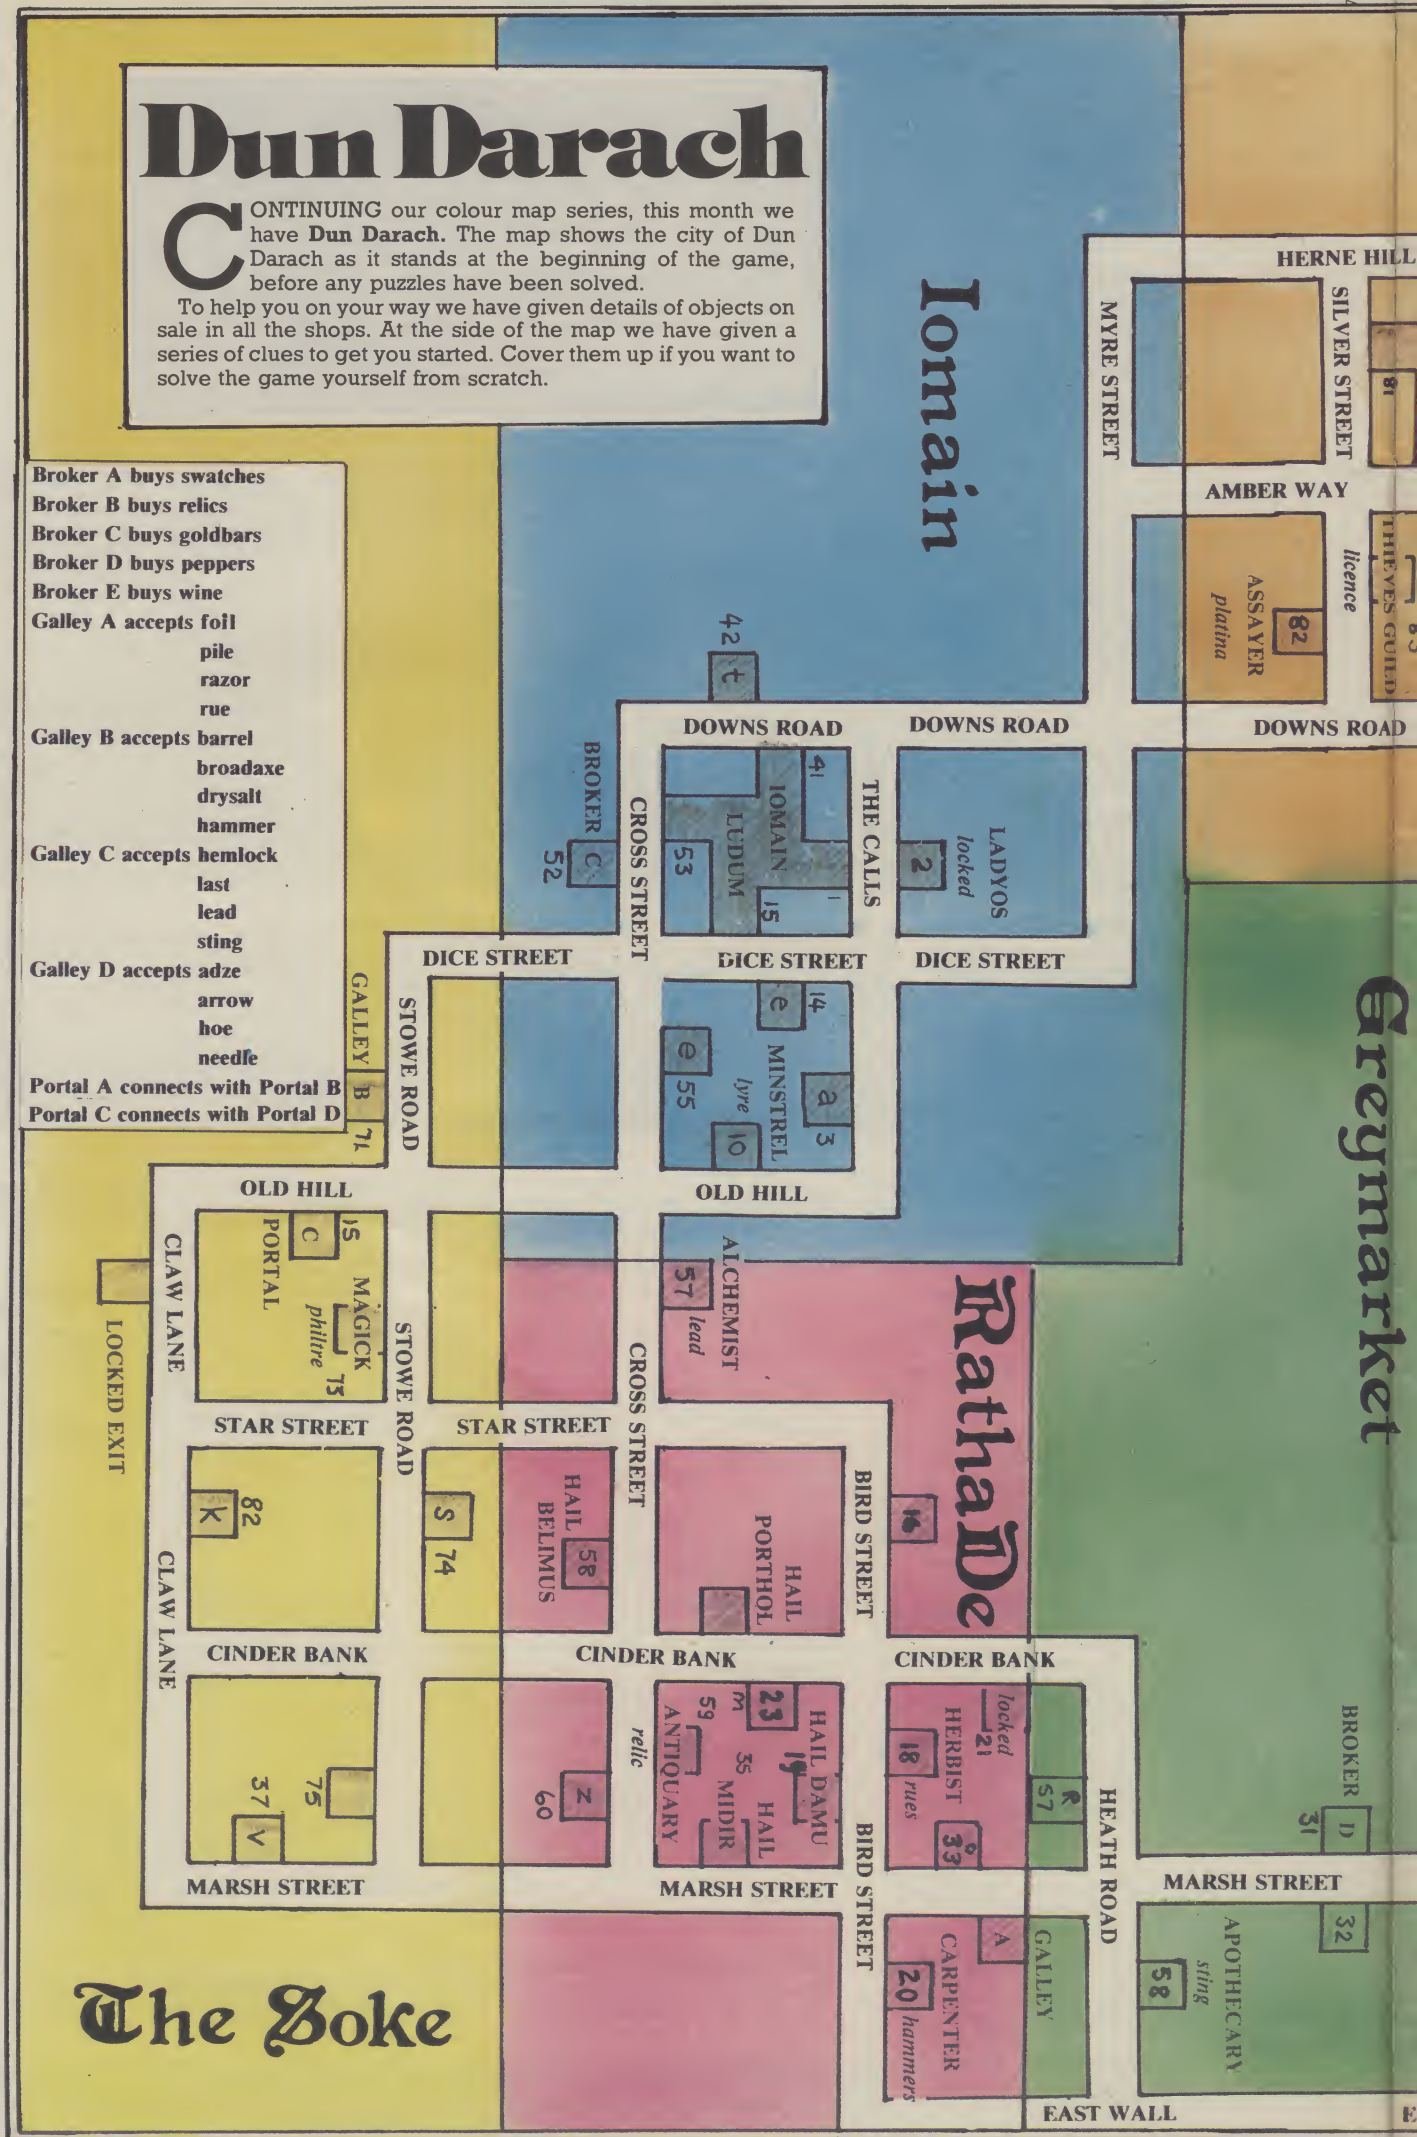 Dun Darach
CONTINUING our colour map series, this month we
have Dun Darach. The map shows the city of Dun
Darach as it stands at the beginning of the game,
before any puzzles have been solved.
To help you on your way we have given details of objects on
sale in all the shops. At the side of the map we have given a
series of clues to get you started. Cover them up if you want to
solve the game yourself from scratch.
Broker A buys swatches
Broker B buys relics
Broker C buys goldbars
Broker D buys peppers
Broker E buys wine
Galley A accepts foil
pile
razor
rue
Galley B accepts barrel
broadaxe
drysalt
hammer
Galley C accepts hemlock
last
lead
sting
Galley D accepts adze
arrow
hoe
needle
Portal A connects with Portal B
Portal C connects with Portal D
Iomain
HERNE HILL
MYRE STREET
SILVER STREET
81
AMBER WAY
THIEVES GUILD
licence
ASSAYER
platina
82
42
t
DOWNS ROAD
DOWNS ROAD
DOWNS ROAD
BROKER
C
52
CROSS STREET
41
IOMAIN
LUDUM
53
15
1
THE CALLS
2
locked
LADYOS
DICE STREET
DICE STREET
DICE STREET
GALLEY
B
71
STOWE ROAD
e
14
e
55
MINSTREL
lyre
10
a
3
Greymarket
OLD HILL
OLD HILL
CLAW LANE
PORTAL
C
15
MAGICK
philtre
73
LOCKED EXIT
STOWE ROAD
ALCHEMIST
57
lead
CROSS STREET
RathaDe
STAR STREET
STAR STREET
K
82
S
74
HAIL
BELIMUS
58
HAIL
PORTHOL
BIRD STREET
16
CLAW LANE
CINDER BANK
CINDER BANK
CINDER BANK
37
V
75
Z
60
relic
ANTIQUARY
59
m
23
HAIL DAMU
19
35
HAIL
MIDIR
BIRD STREET
locked
21
HERBIST
18
rues
33
R
57
HEATH ROAD
BROKER
D
31
MARSH STREET
MARSH STREET
MARSH STREET
A
GALLEY
CARPENTER
20
hammers
32
APOTHECARY
sting
58
The Soke
EAST WALL